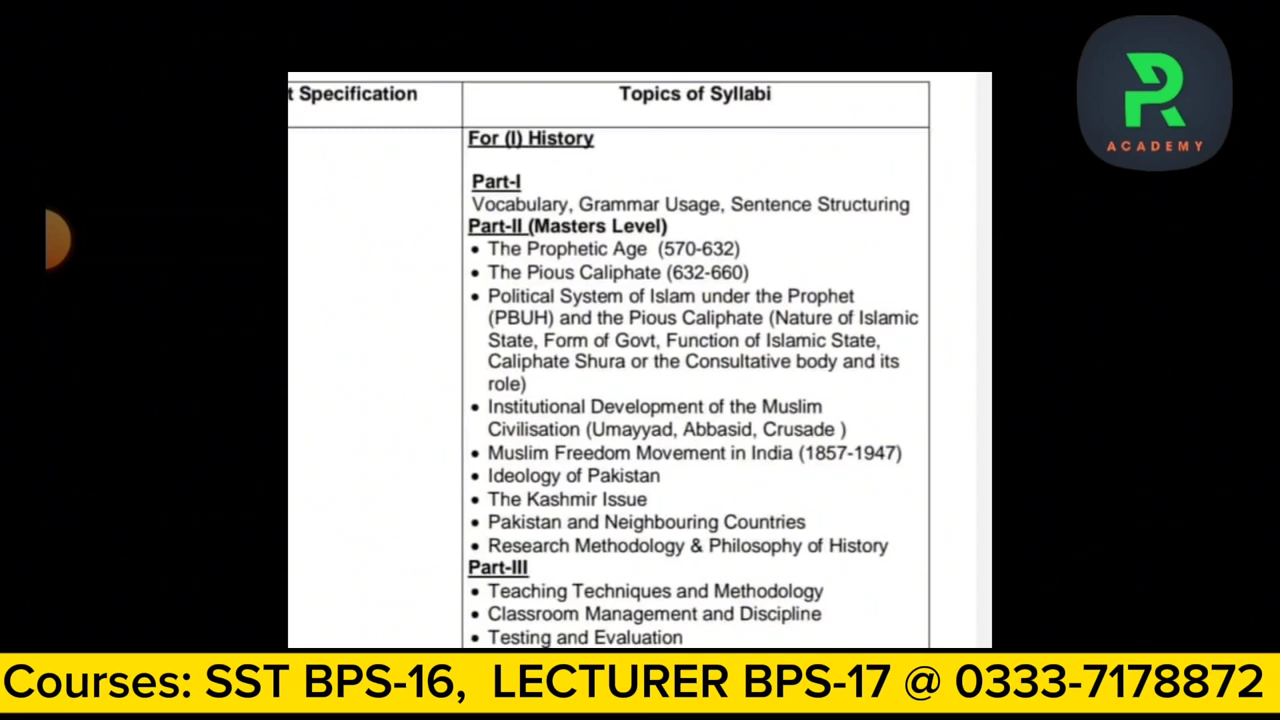 t Specification
Topics of Syllabi
For (I) History
Part-I
Vocabulary, Grammar Usage, Sentence Structuring
Part-II (Masters Level)
• The Prophetic Age (570-632)
• The Pious Caliphate (632-660)
• Political System of Islam under the Prophet
(PBUH) and the Pious Caliphate (Nature of Islamic
State, Form of Govt, Function of Islamic State,
Caliphate Shura or the Consultative body and its
role)
• Institutional Development of the Muslim
Civilisation (Umayyad, Abbasid, Crusade )
• Muslim Freedom Movement in India (1857-1947)
• Ideology of Pakistan
• The Kashmir Issue
• Pakistan and Neighbouring Countries
• Research Methodology & Philosophy of History
Part-III
• Teaching Techniques and Methodology
• Classroom Management and Discipline
• Testing and Evaluation
ACADEMY
Courses: SST BPS-16, LECTURER BPS-17 @ 0333-7178872